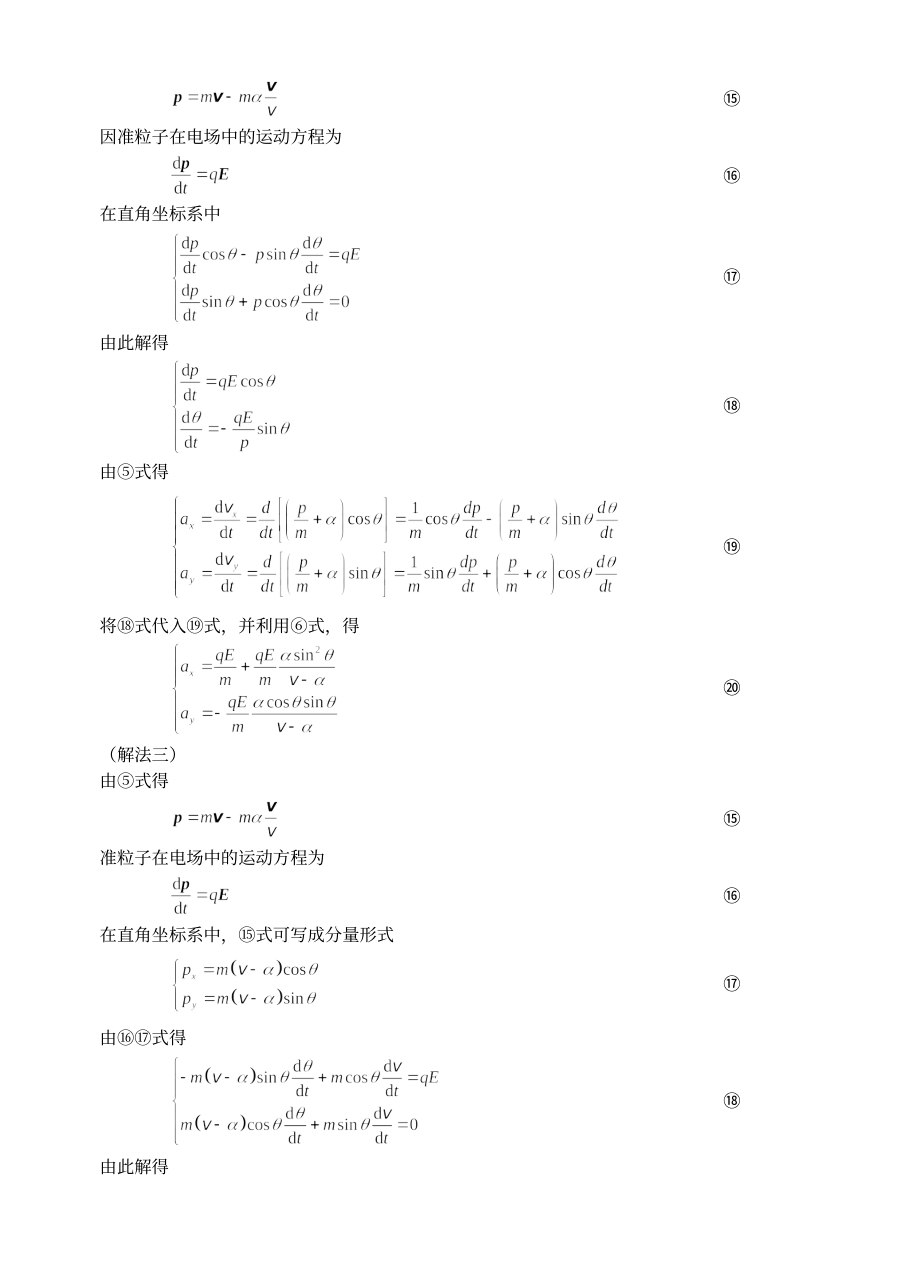 p = mv − mα v/v ⑮
因准粒子在电场中的运动方程为
dp/dt = qE ⑯
在直角坐标系中
{ dp/dt cosθ − p sinθ dθ/dt = qE
dp/dt sinθ + p cosθ dθ/dt = 0 ⑰
由此解得
{ dp/dt = qE cosθ
dθ/dt = − qE/p sinθ ⑱
由⑤式得
{ a_x = dv_x/dt = d/dt [(p/m + α) cosθ] = 1/m cosθ dp/dt − (p/m + α) sinθ dθ/dt
a_y = dv_y/dt = d/dt [(p/m + α) sinθ] = 1/m sinθ dp/dt + (p/m + α) cosθ dθ/dt ⑲
将⑱式代入⑲式，并利用⑥式，得
{ a_x = qE/m + qE/m α sin²θ/(v − α)
a_y = − qE/m α cosθ sinθ/(v − α) ⑳
（解法三）
由⑤式得
p = mv − mα v/v ⑮
准粒子在电场中的运动方程为
dp/dt = qE ⑯
在直角坐标系中，⑮式可写成分量形式
{ p_x = m(v − α)cosθ
p_y = m(v − α)sinθ ⑰
由⑯⑰式得
{ − m(v − α)sinθ dθ/dt + m cosθ dv/dt = qE
m(v − α)cosθ dθ/dt + m sinθ dv/dt = 0 ⑱
由此解得